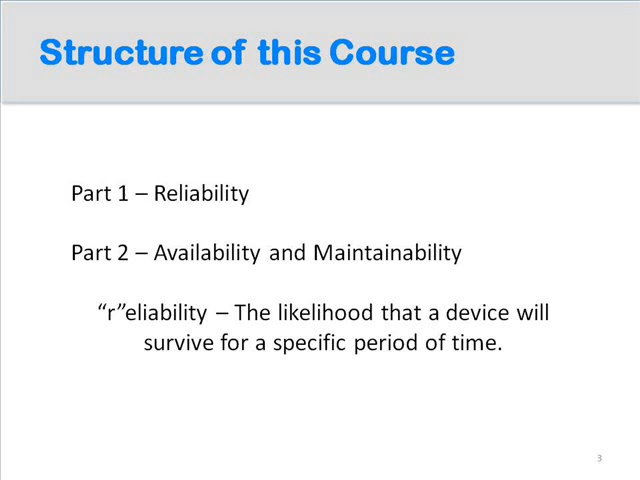 Structure of this Course
Part 1 – Reliability
Part 2 – Availability and Maintainability
“r”eliability – The likelihood that a device will
survive for a specific period of time.
3